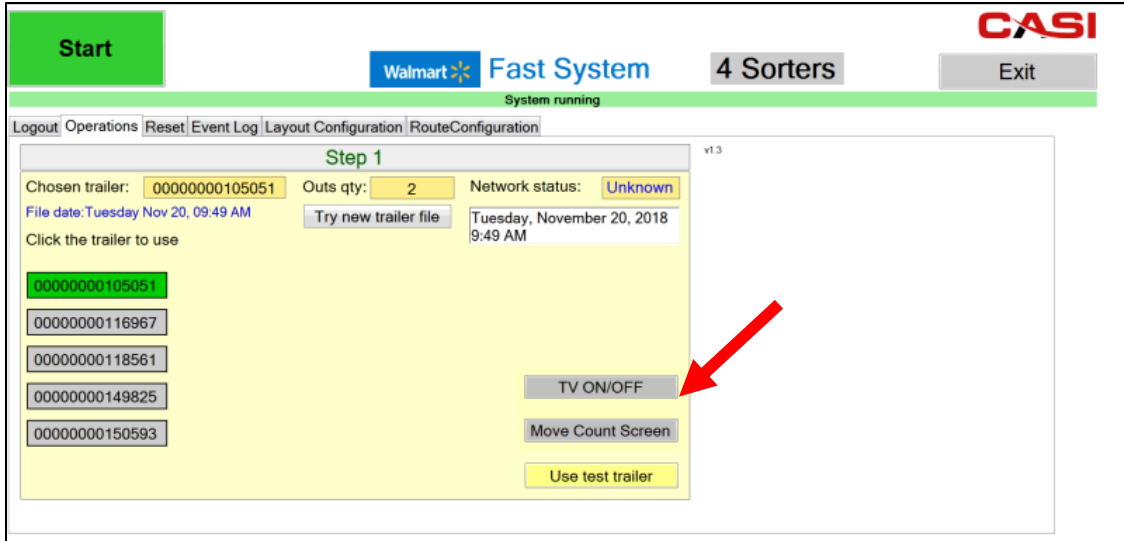 Start
CASI
Walmart Fast System
4 Sorters
Exit
System running
Logout Operations Reset Event Log Layout Configuration RouteConfiguration
Step 1
v1.3
Chosen trailer: 00000000105051 Outs qty: 2 Network status: Unknown
File date:Tuesday Nov 20, 09:49 AM
Try new trailer file
Tuesday, November 20, 2018
9:49 AM
Click the trailer to use
00000000105051
00000000116967
00000000118561
00000000149825
00000000150593
TV ON/OFF
Move Count Screen
Use test trailer